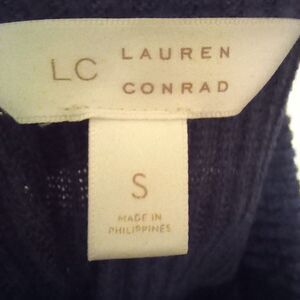 LC LAUREN
CONRAD
S
MADE IN
PHILIPPINES